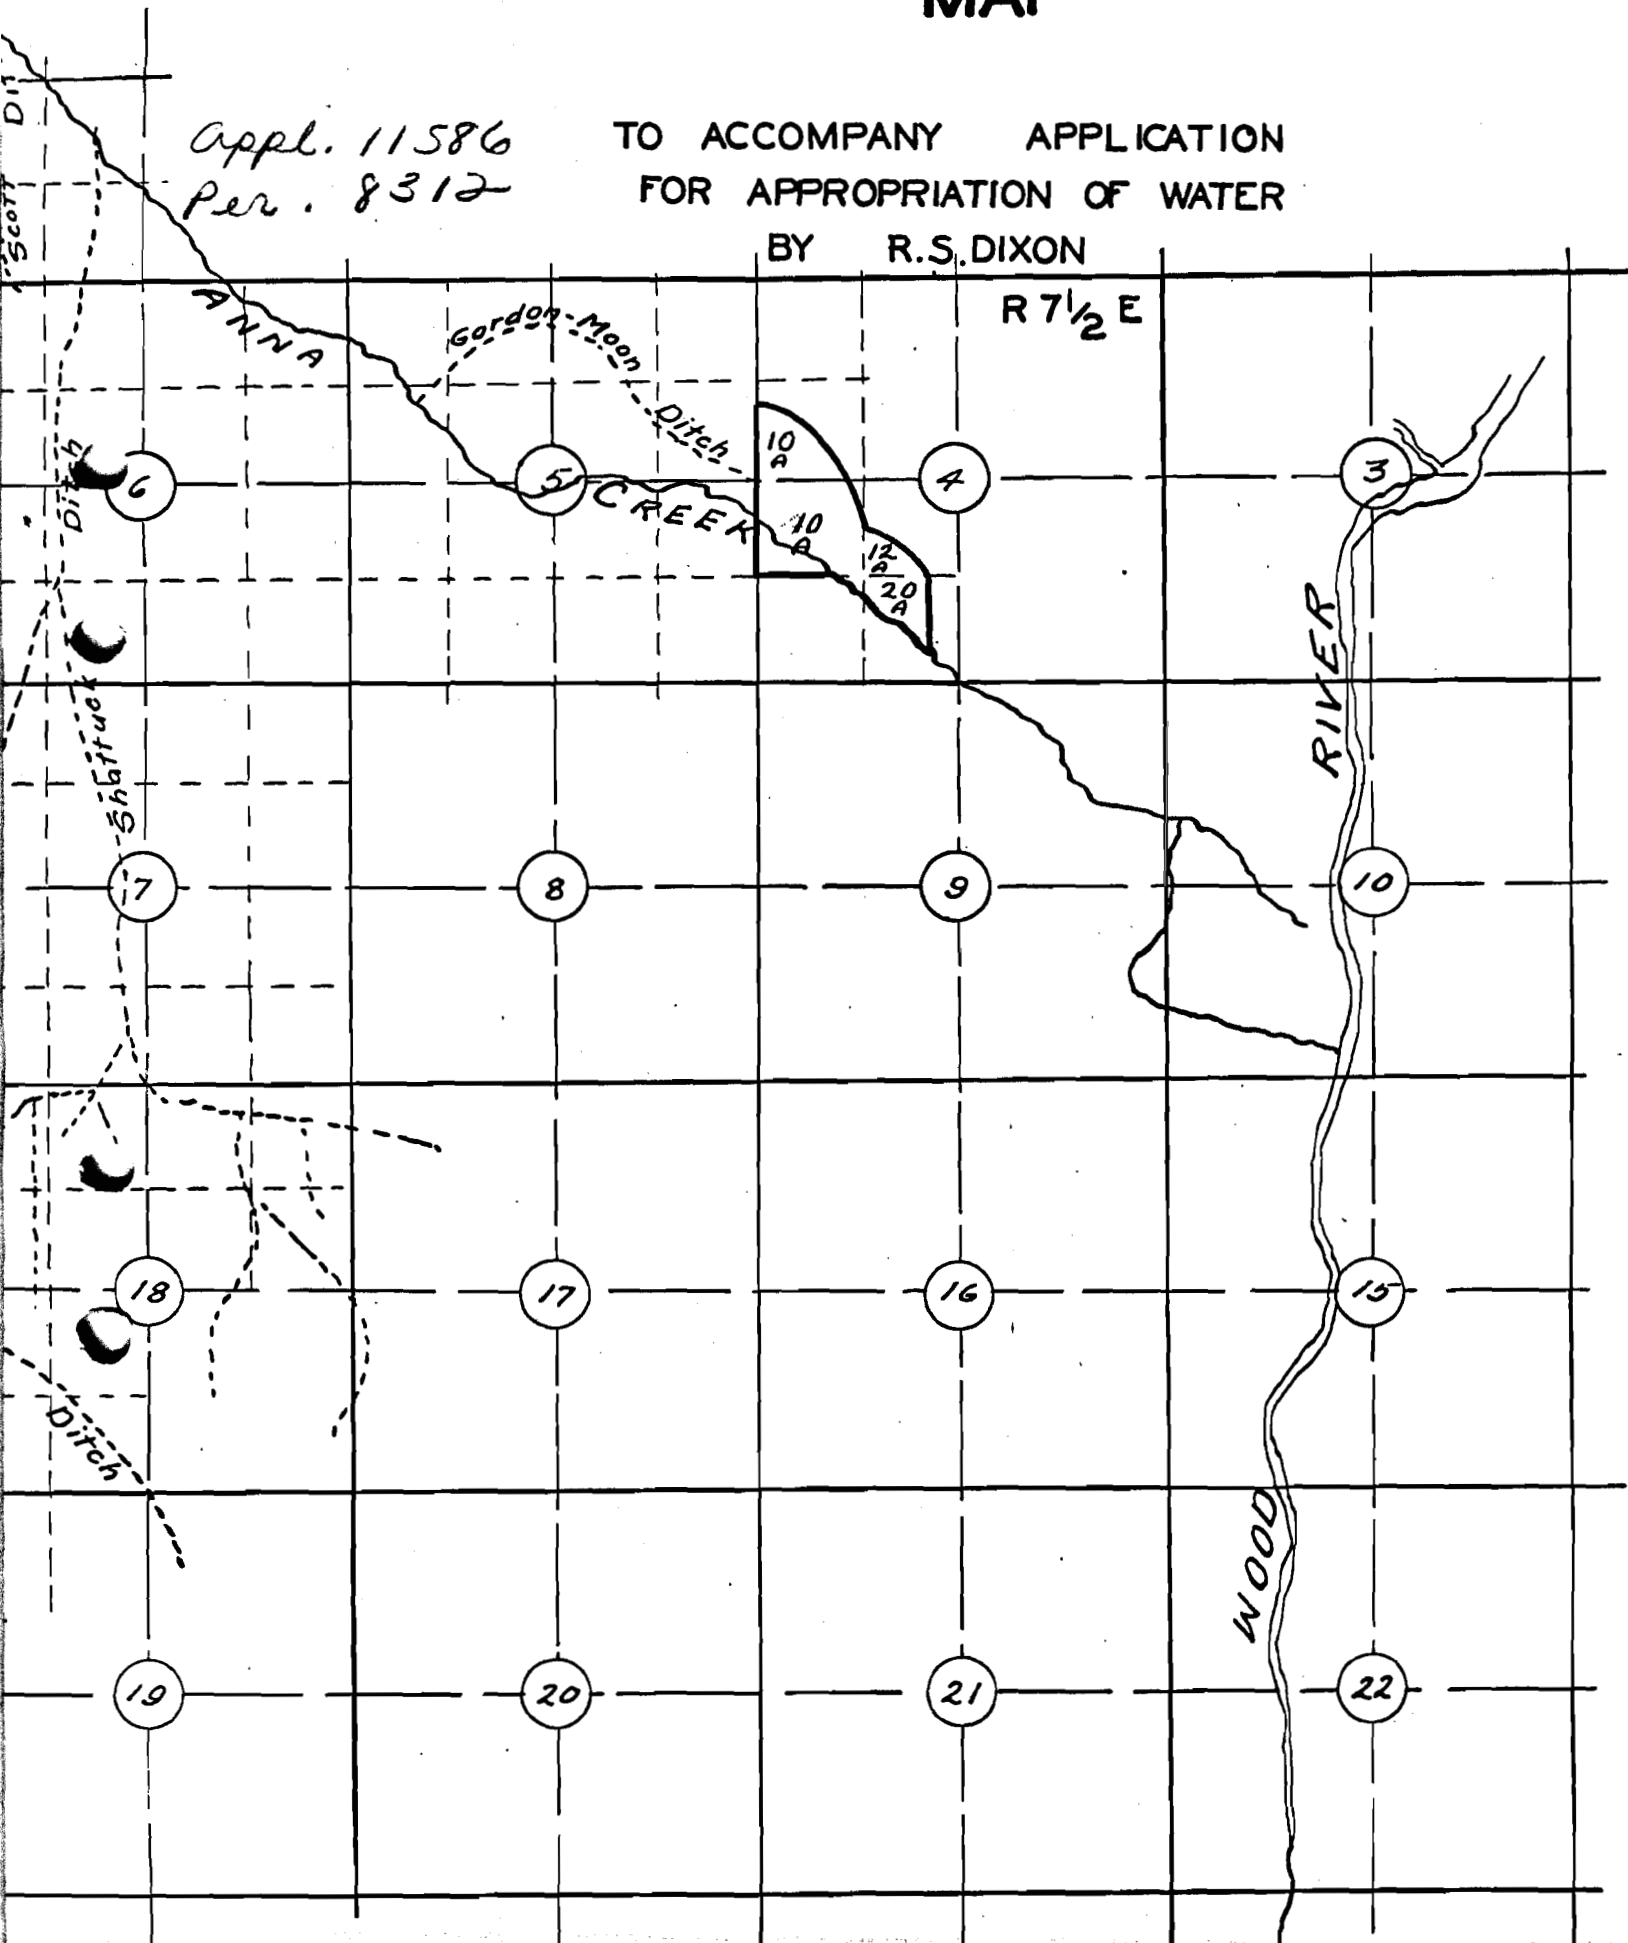 MAP
Appl. 11586
Per. 8312
TO ACCOMPANY APPLICATION
FOR APPROPRIATION OF WATER
BY R.S. DIXON
R 7½ E
SCOTT
ANNA
CREEK
Gordon-Moon
Ditch
10
A
10
A
12
A
20
A
6
5
4
3
Ditch
Shattuck
RIVER
7
8
9
10
18
17
16
15
Ditch
WOOD
19
20
21
22